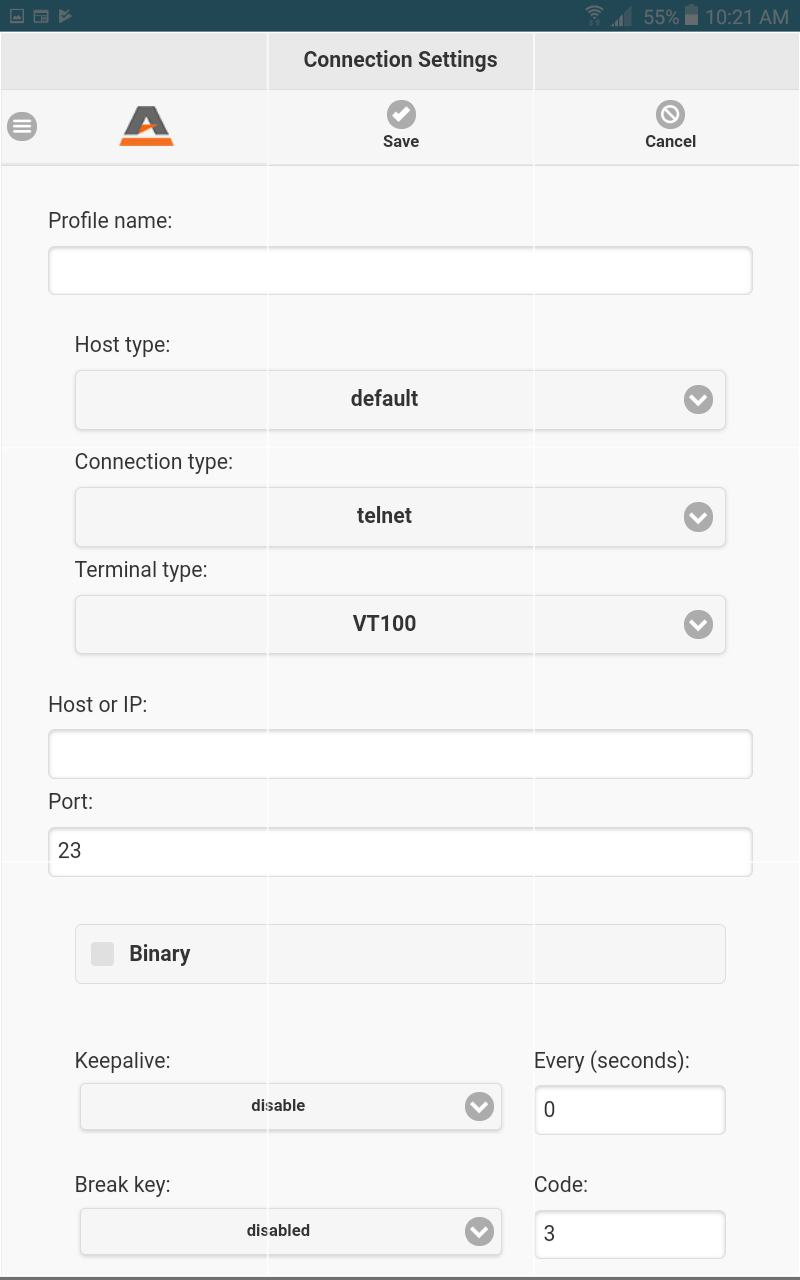 55% 10:21 AM
Connection Settings
Save Cancel
Profile name:
Host type:
default
Connection type:
telnet
Terminal type:
VT100
Host or IP:
Port:
23
Binary
Keepalive: Every (seconds):
disable 0
Break key: Code:
disabled 3